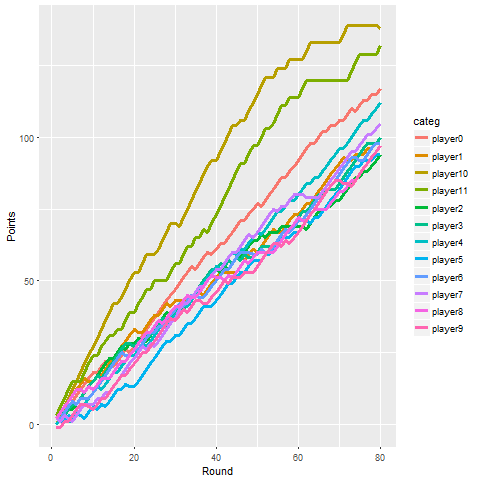 100
50
0
Points
0
20
40
60
80
Round
categ
player0
player1
player10
player11
player2
player3
player4
player5
player6
player7
player8
player9